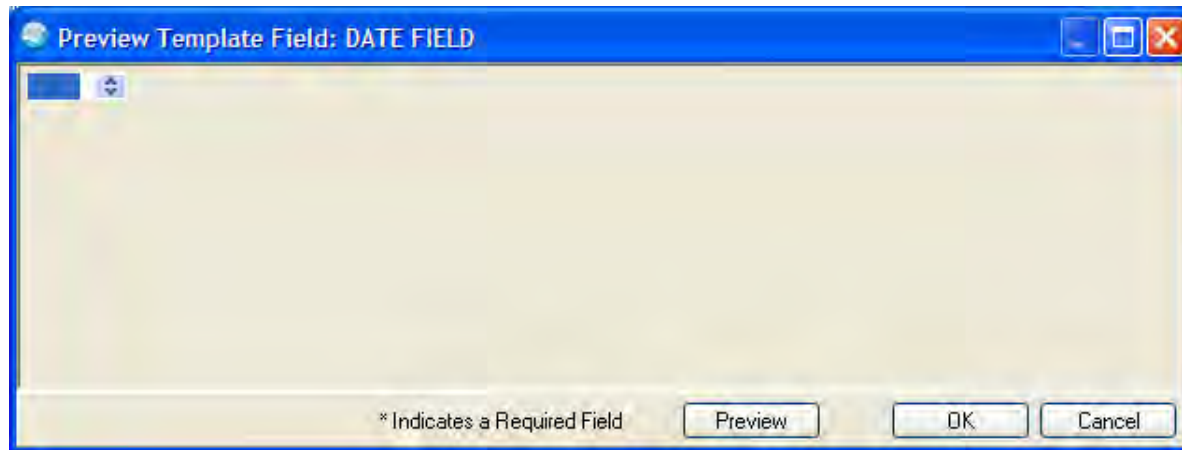 Preview Template Field: DATE FIELD
* Indicates a Required Field Preview OK Cancel